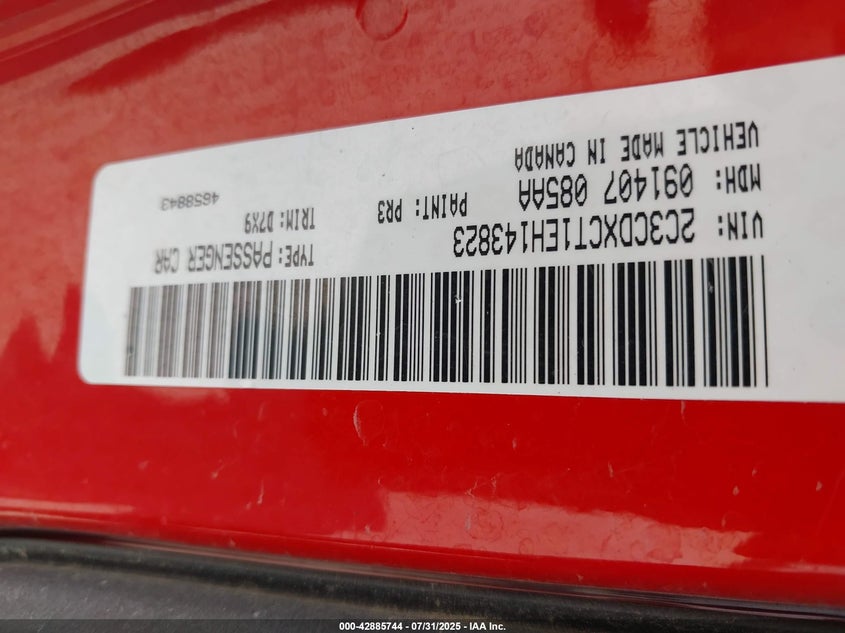 VIN: 2C3CDXCT1EH143823
TYPE: PASSENGER CAR
MDH: 091407 085AA
PAINT: PR3
TRIM: D7X9
VEHICLE MADE IN CANADA
4658843
000-42885744 - 07/31/2025 - IAA Inc.